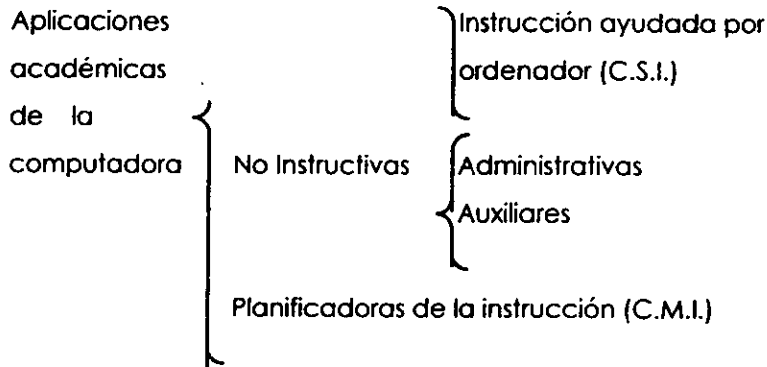 Aplicaciones
académicas
de la
computadora
Instrucción ayudada por
ordenador (C.S.I.)
No Instructivas
Administrativas
Auxiliares
Planificadoras de la instrucción (C.M.I.)